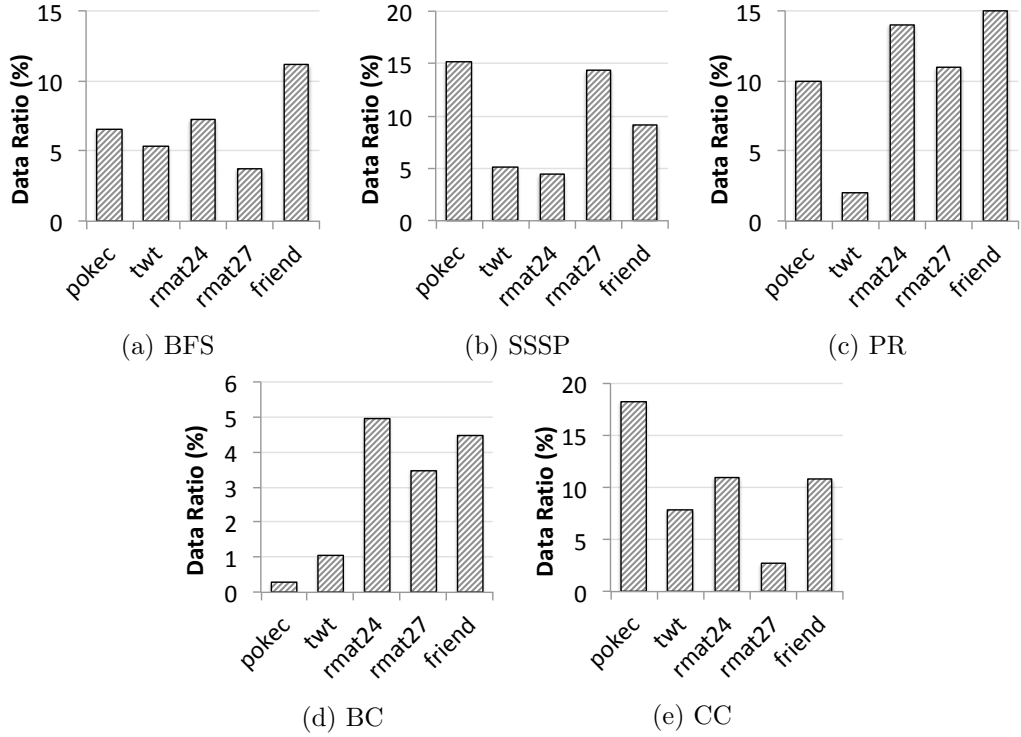 15
10
5
0
Data Ratio (%)
pokec
twt
rmat24
rmat27
friend
(a) BFS
20
15
10
5
0
Data Ratio (%)
pokec
twt
rmat24
rmat27
friend
(b) SSSP
15
10
5
0
Data Ratio (%)
pokec
twt
rmat24
rmat27
friend
(c) PR
6
5
4
3
2
1
0
Data Ratio (%)
pokec
twt
rmat24
rmat27
friend
(d) BC
20
15
10
5
0
Data Ratio (%)
pokec
twt
rmat24
rmat27
friend
(e) CC